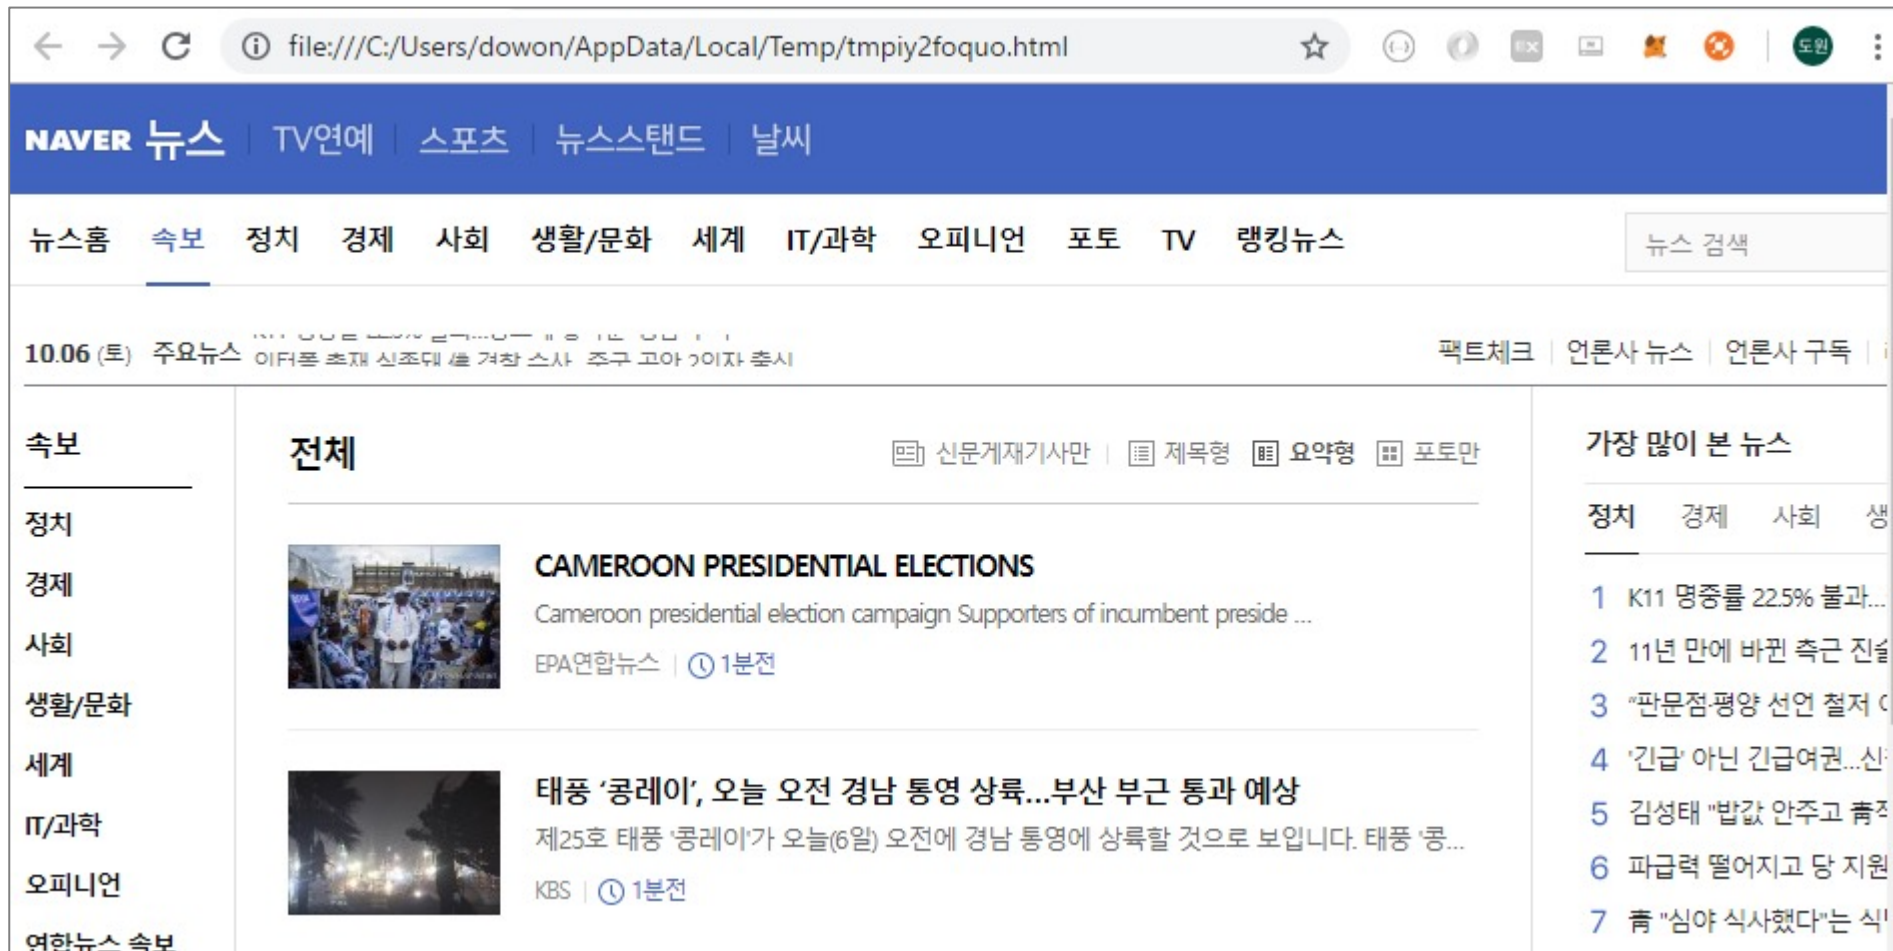 file:///C:/Users/dowon/AppData/Local/Temp/tmpiy2foquo.html
도원
NAVER 뉴스 TV연예 스포츠 뉴스스탠드 날씨
뉴스홈 속보 정치 경제 사회 생활/문화 세계 IT/과학 오피니언 포토 TV 랭킹뉴스
뉴스 검색
10.06 (토) 주요뉴스
팩트체크 언론사 뉴스 언론사 구독
속보
정치
경제
사회
생활/문화
세계
IT/과학
오피니언
연합뉴스 속보
전체
신문게재기사만 제목형 요약형 포토만
CAMEROON PRESIDENTIAL ELECTIONS
Cameroon presidential election campaign Supporters of incumbent preside ...
EPA연합뉴스 1분전
태풍 ‘콩레이’, 오늘 오전 경남 통영 상륙…부산 부근 통과 예상
제25호 태풍 '콩레이'가 오늘(6일) 오전에 경남 통영에 상륙할 것으로 보입니다. 태풍 '콩...
KBS 1분전
가장 많이 본 뉴스
정치 경제 사회 생
1 K11 명중률 22.5% 불과...
2 11년 만에 바뀐 측근 진술
3 “판문점·평양 선언 철저
4 '긴급' 아닌 긴급여권...
5 김성태 "밥값 안주고
6 파급력 떨어지고 당 지원
7 靑 "심야 식사했다"는